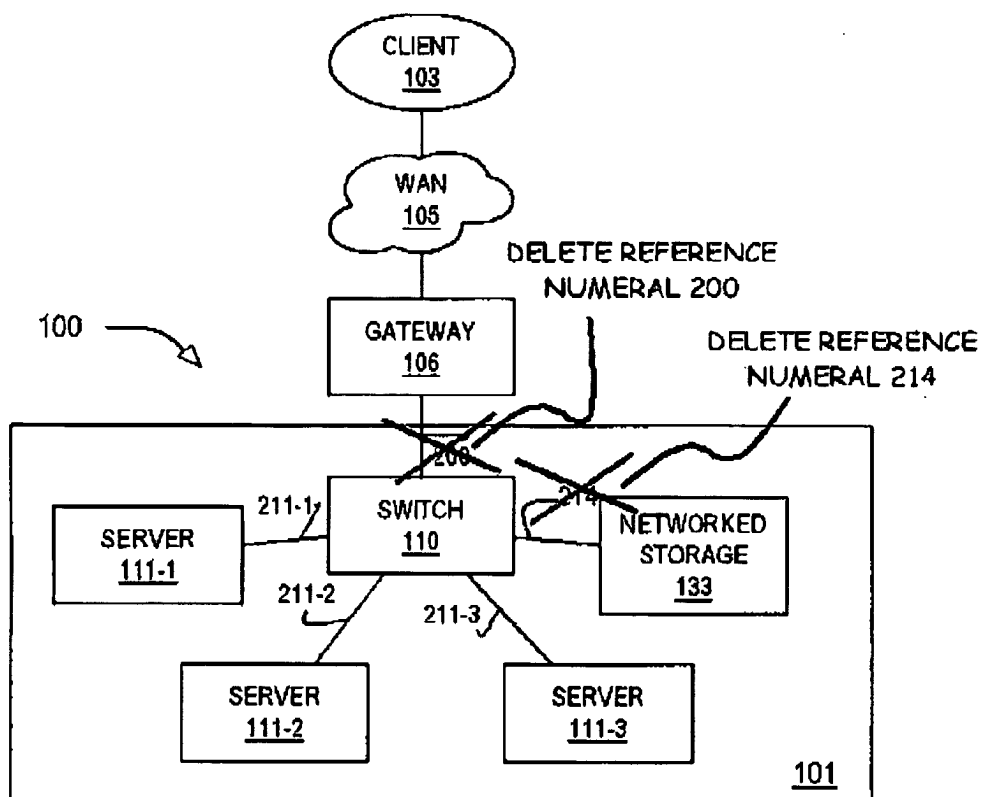 CLIENT
103
WAN
105
DELETE REFERENCE
NUMERAL 200
100
GATEWAY
106
DELETE REFERENCE
NUMERAL 214
200
214
211-1
SWITCH
110
SERVER
111-1
NETWORKED
STORAGE
133
211-2
211-3
SERVER
111-2
SERVER
111-3
101